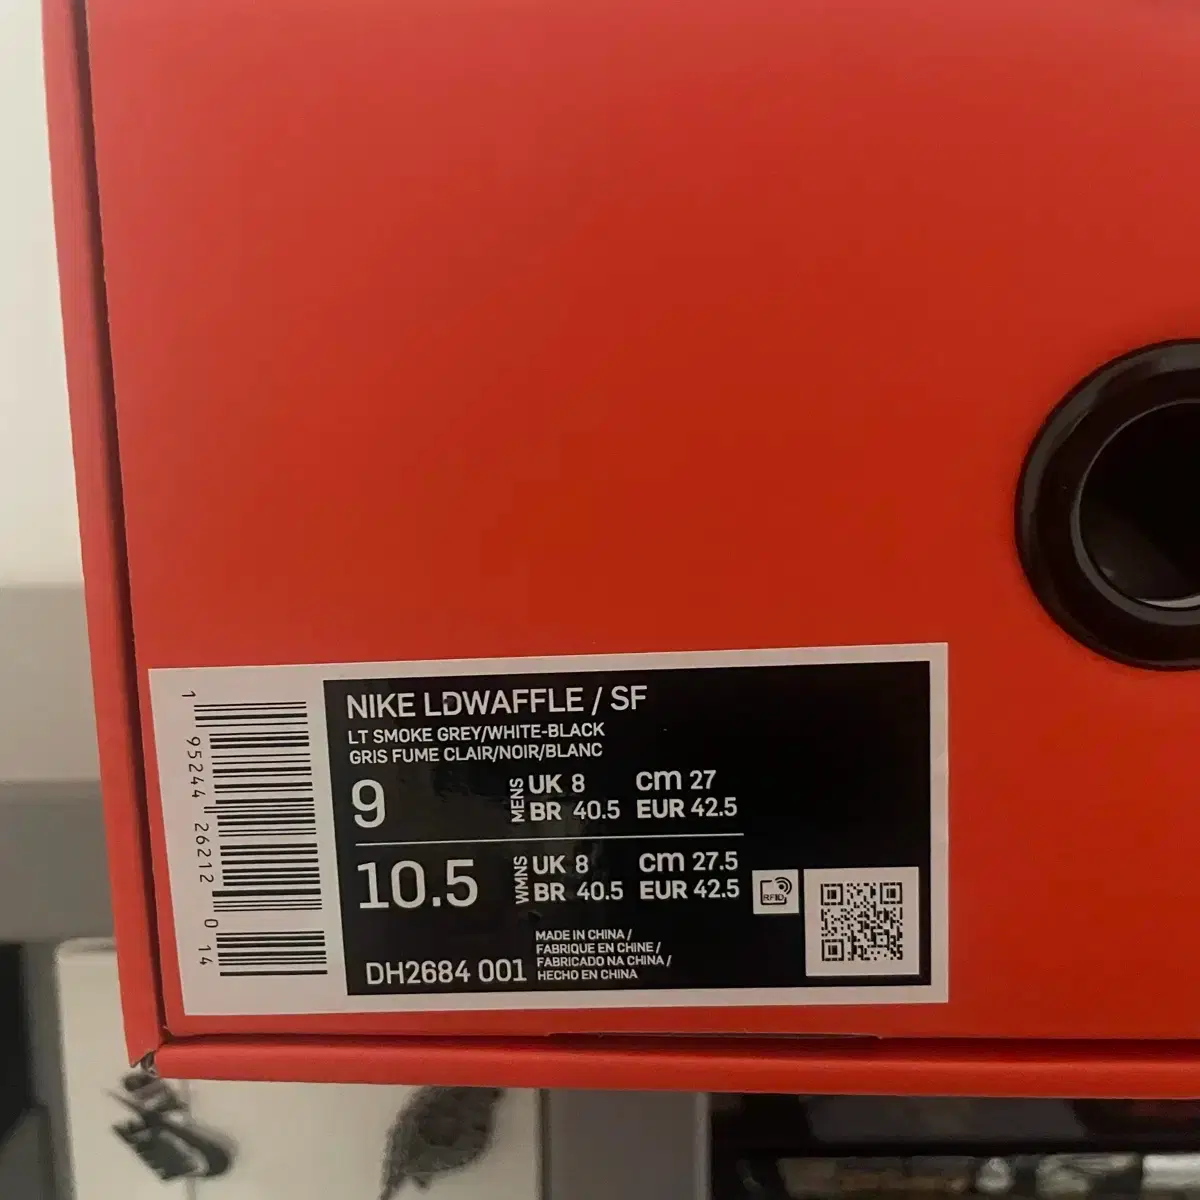 NIKE LDWAFFLE / SF
LT SMOKE GREY/WHITE-BLACK
GRIS FUME CLAIR/NOIR/BLANC
9 MENS UK 8 cm 27
BR 40.5 EUR 42.5
10.5 WMNS UK 8 cm 27.5
BR 40.5 EUR 42.5
RFID
MADE IN CHINA /
FABRIQUE EN CHINE /
FABRICADO NA CHINA /
HECHO EN CHINA
DH2684 001
1 95244 26212 0 14